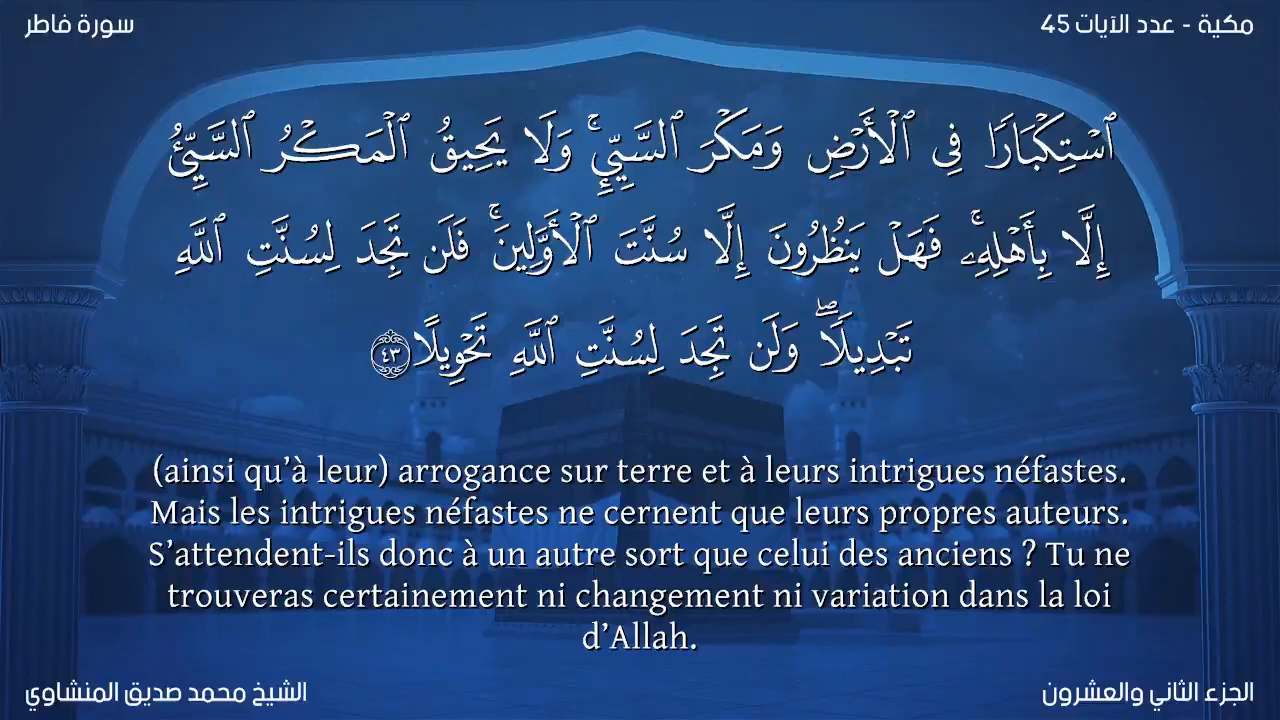 مكية - عدد الآيات 45
سورة فاطر
ٱسۡتِكۡبَارٗا فِي ٱلۡأَرۡضِ وَمَكۡرَ ٱلسَّيِّيِٕۚ وَلَا يَحِيقُ ٱلۡمَكۡرُ ٱلسَّيِّئُ
إِلَّا بِأَهۡلِهِۦۚ فَهَلۡ يَنظُرُونَ إِلَّا سُنَّتَ ٱلۡأَوَّلِينَۚ فَلَن تَجِدَ لِسُنَّتِ ٱللَّهِ
تَبۡدِيلٗاۖ وَلَن تَجِدَ لِسُنَّتِ ٱللَّهِ تَحۡوِيلًا ٤٣
(ainsi qu’à leur) arrogance sur terre et à leurs intrigues néfastes.
Mais les intrigues néfastes ne cernent que leurs propres auteurs.
S’attendent-ils donc à un autre sort que celui des anciens ? Tu ne
trouveras certainement ni changement ni variation dans la loi
d’Allah.
الجزء الثاني والعشرون
الشيخ محمد صديق المنشاوي